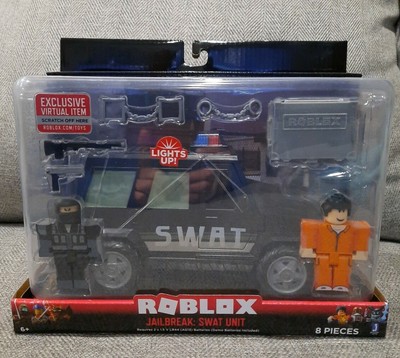 EXCLUSIVE
VIRTUAL ITEM
SCRATCH OFF HERE
ROBLOX.COM/TOYS
ROBLOX
LIGHTS
UP!
SWAT
ROBLOX
JAILBREAK: SWAT UNIT
6+
8 PIECES